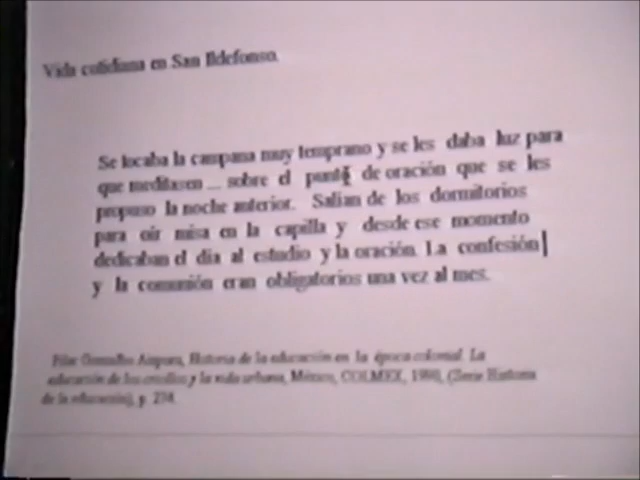 Vida cotidiana en San Ildefonso.
Se tocaba la campana muy temprano y se les daba luz para
que meditasen ... sobre el punto de oración que se les
propuso la noche anterior. Salían de los dormitorios
para oír misa en la capilla y desde ese momento
dedicaban el día al estudio y la oración. La confesión
y la comunión eran obligatorios una vez al mes.
Pilar Gonzalbo Aizpuru, Historia de la educación en la época colonial. La
educación de los criollos y la vida urbana, México, COLMEX, 1990, (Serie Historia
de la educación), p.